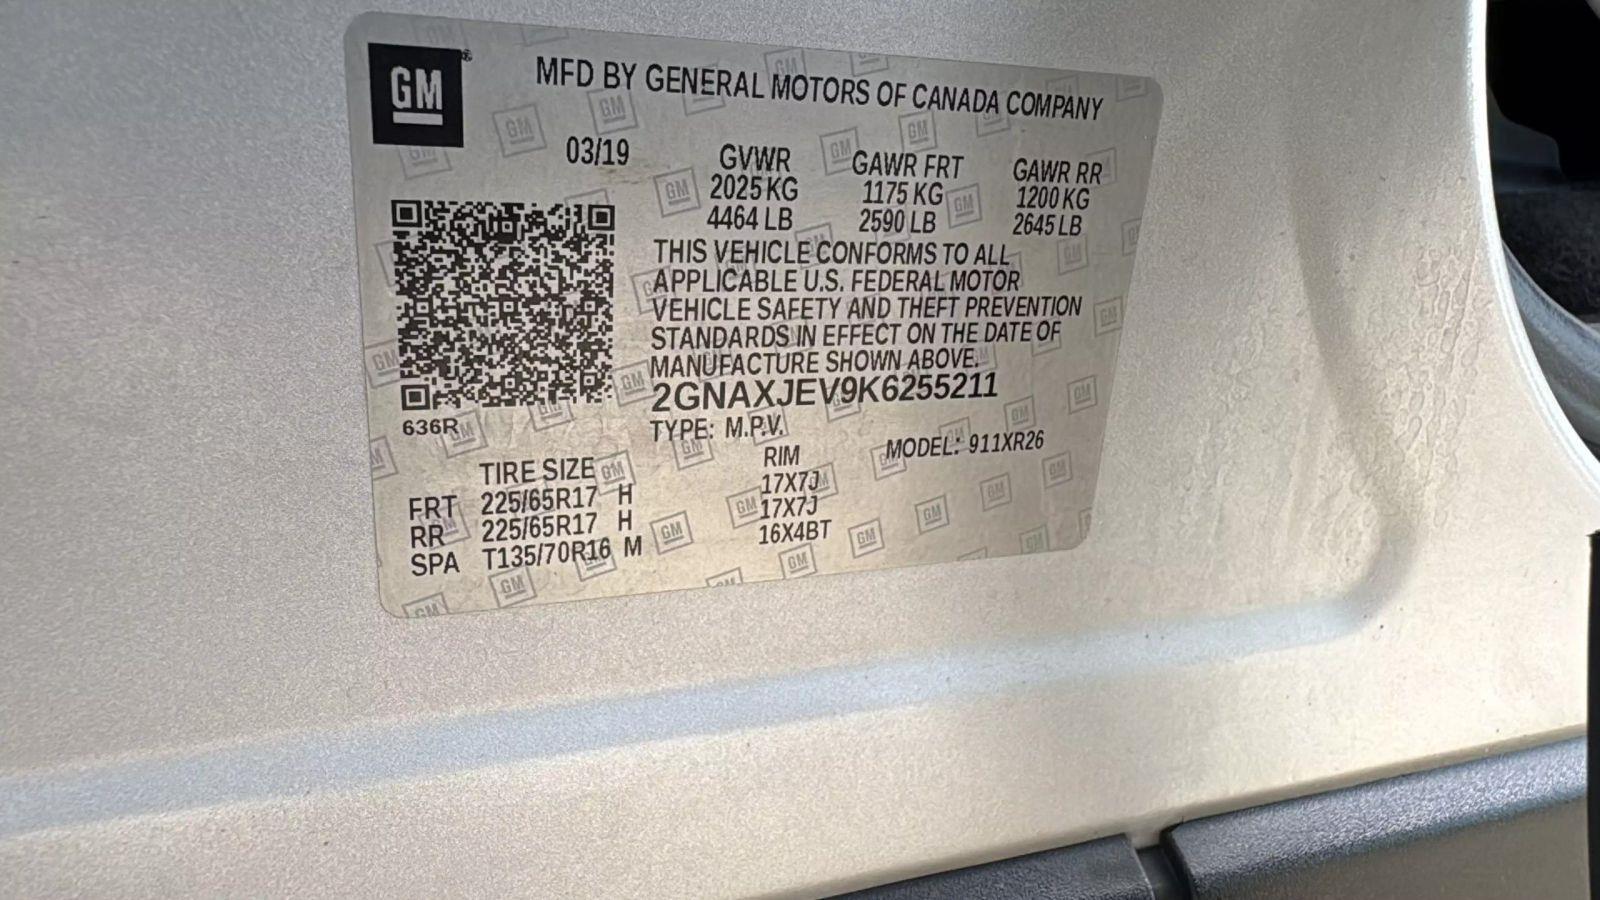 GM
MFD BY GENERAL MOTORS OF CANADA COMPANY
03/19
GVWR GAWR FRT GAWR RR
2025 KG 1175 KG 1200 KG
4464 LB 2590 LB 2645 LB
THIS VEHICLE CONFORMS TO ALL
APPLICABLE U.S. FEDERAL MOTOR
VEHICLE SAFETY AND THEFT PREVENTION
STANDARDS IN EFFECT ON THE DATE OF
MANUFACTURE SHOWN ABOVE.
2GNAXJEV9K6255211
636R
TYPE: M.P.V. MODEL: 911XR26
TIRE SIZE RIM
FRT 225/65R17 H 17X7J
RR 225/65R17 H 17X7J
SPA T135/70R16 M 16X4BT